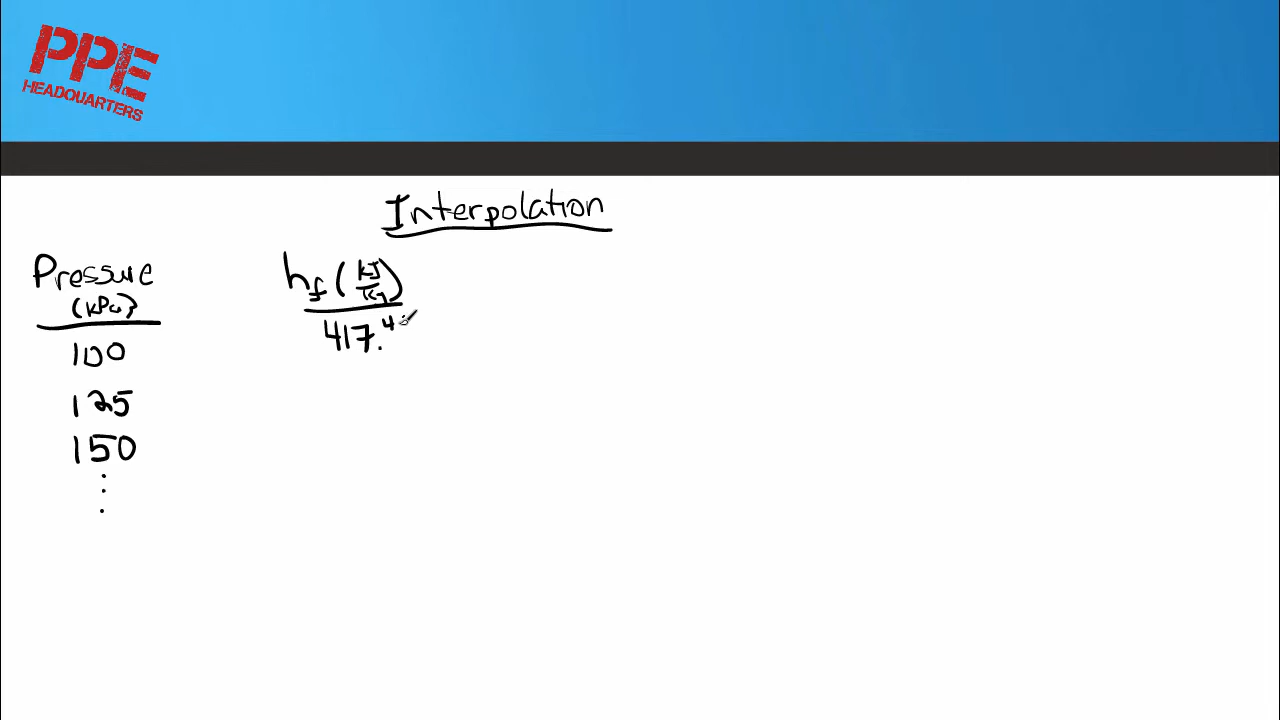 PPE
HEADQUARTERS
Interpolation
Pressure
(kPa)
hf (kJ/kg)
417.4
100
125
150